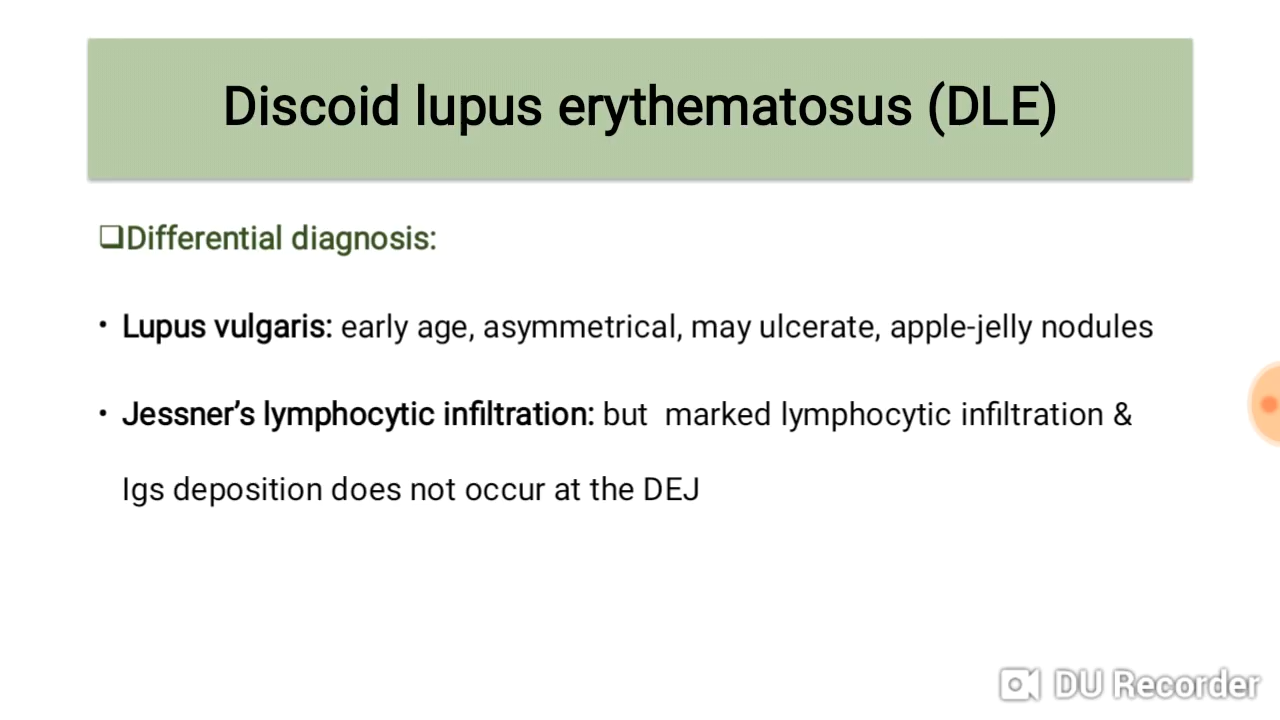 Discoid lupus erythematosus (DLE)
❑Differential diagnosis:
• Lupus vulgaris: early age, asymmetrical, may ulcerate, apple-jelly nodules
• Jessner’s lymphocytic infiltration: but  marked lymphocytic infiltration &
Igs deposition does not occur at the DEJ
DU Recorder